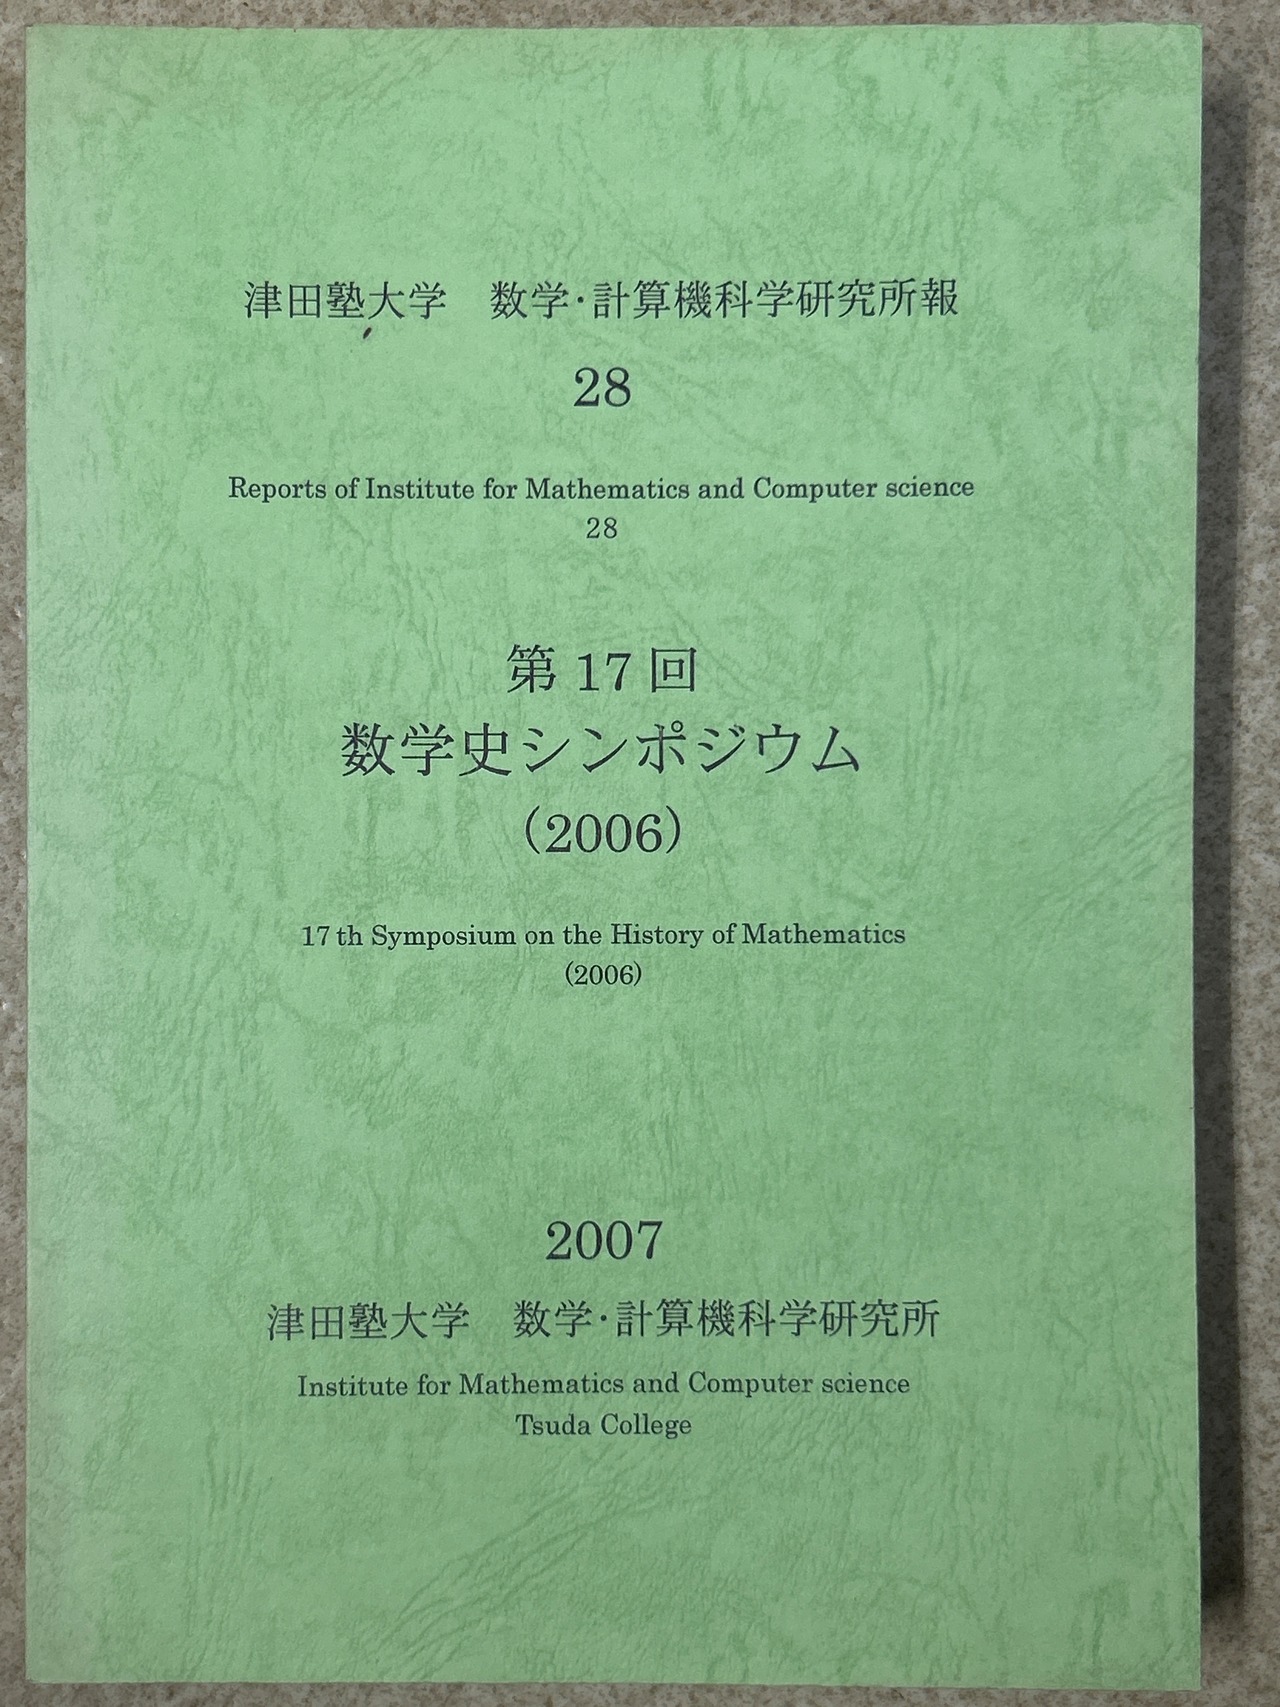 津田塾大学　数学・計算機科学研究所報
28
Reports of Institute for Mathematics and Computer science
28
第 17 回
数学史シンポジウム
(2006)
17 th Symposium on the History of Mathematics
(2006)
2007
津田塾大学　数学・計算機科学研究所
Institute for Mathematics and Computer science
Tsuda College